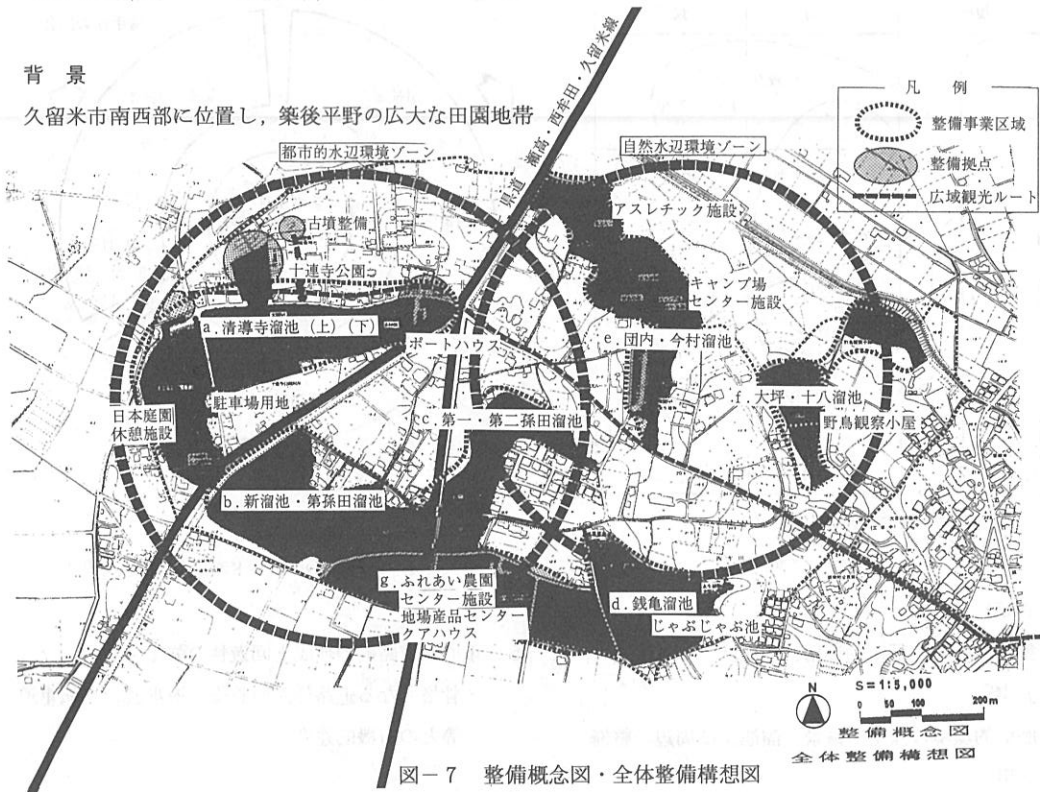 背 景
久留米市南西部に位置し，築後平野の広大な田園地帯
県道 瀬高・西牟田・久留米線
凡 例
整備事業区域
整備拠点
広域観光ルート
都市的水辺環境ゾーン
自然水辺環境ゾーン
アスレチック施設
古墳整備
十連寺公園
キャンプ場
センター施設
a．清導寺溜池（上）（下）
ボートハウス
e．団内・今村溜池
駐車場用地
日本庭園
休憩施設
c．第一・第二孫田溜池
f．大坪・十八溜池
野鳥観察小屋
b．新溜池・第孫田溜池
g．ふれあい農園
センター施設
地場産品センタ
クアハウス
d．銭亀溜池
じゃぶじゃぶ池
N
S=1:5,000
0 50 100 200m
整備概念図
全体整備構想図
図－7 整備概念図・全体整備構想図